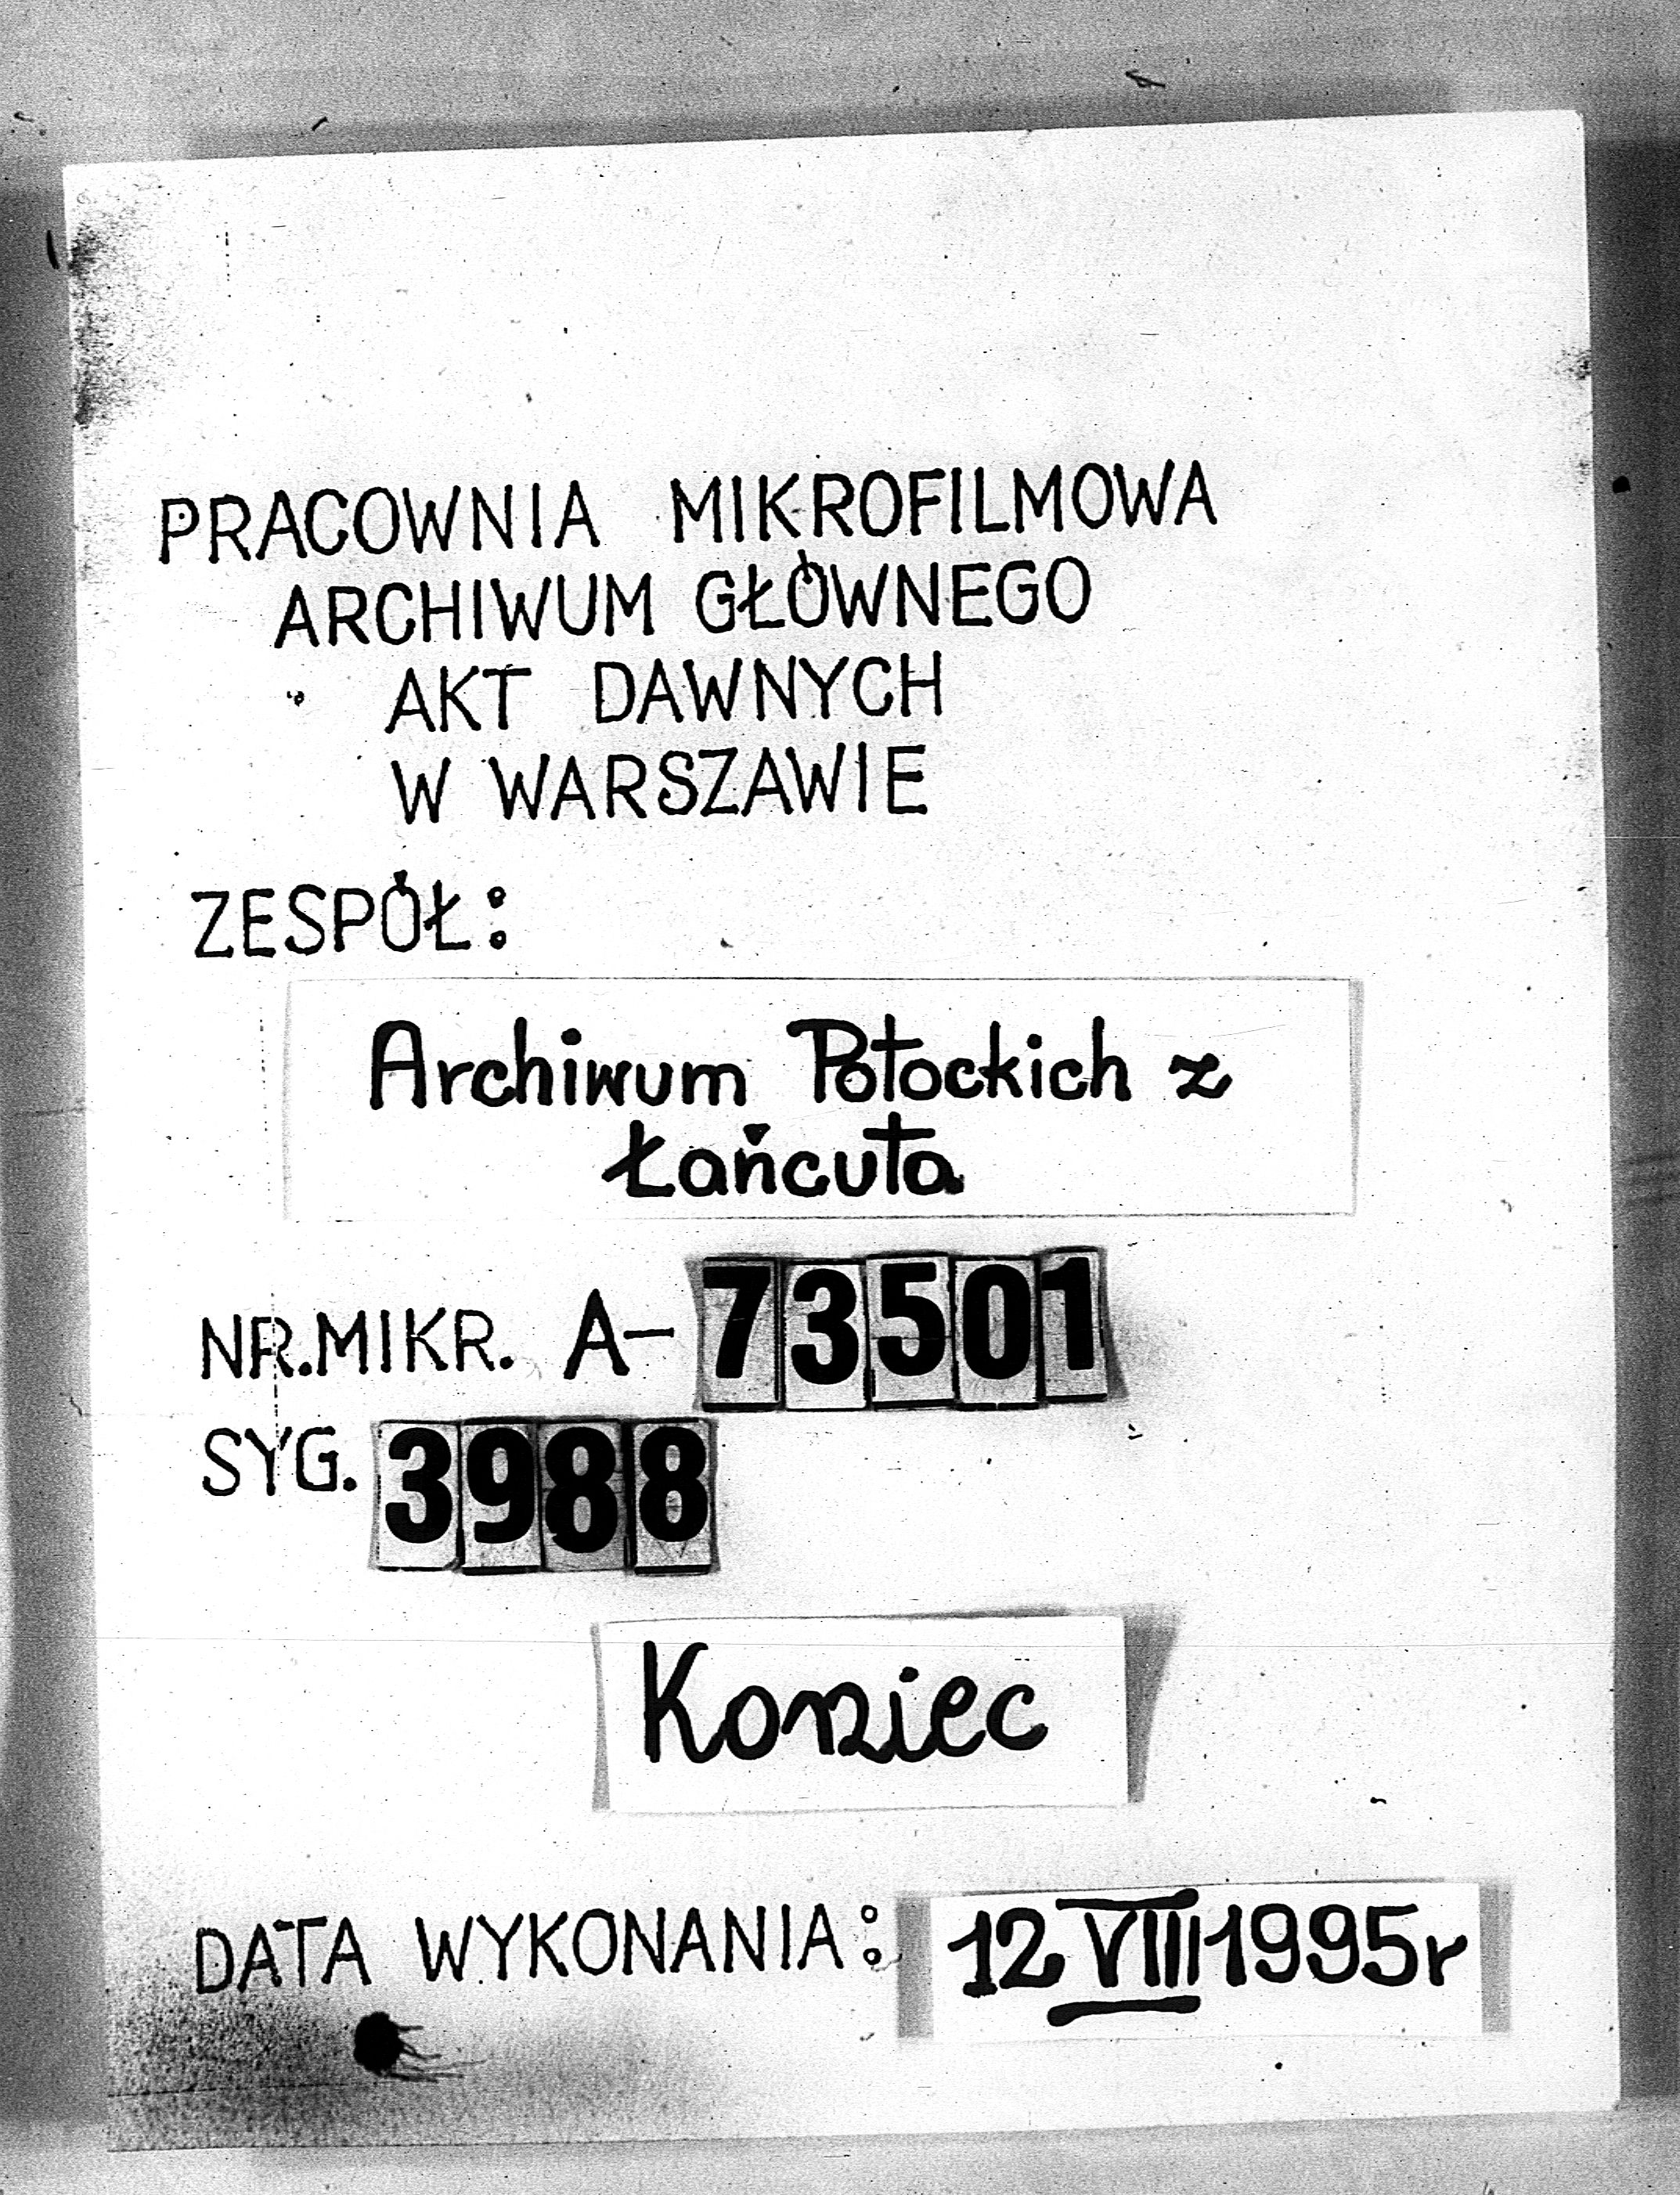 PRACOWNIA MIKROFILMOWA
ARCHIWUM GŁÓWNEGO
AKT DAWNYCH
W WARSZAWIE
ZESPÓŁ:
Archiwum Potockich z
Łańcuta
NR.MIKR. A-73501
SYG. 3988
Koniec
DATA WYKONANIA: 12 VIII 1995r